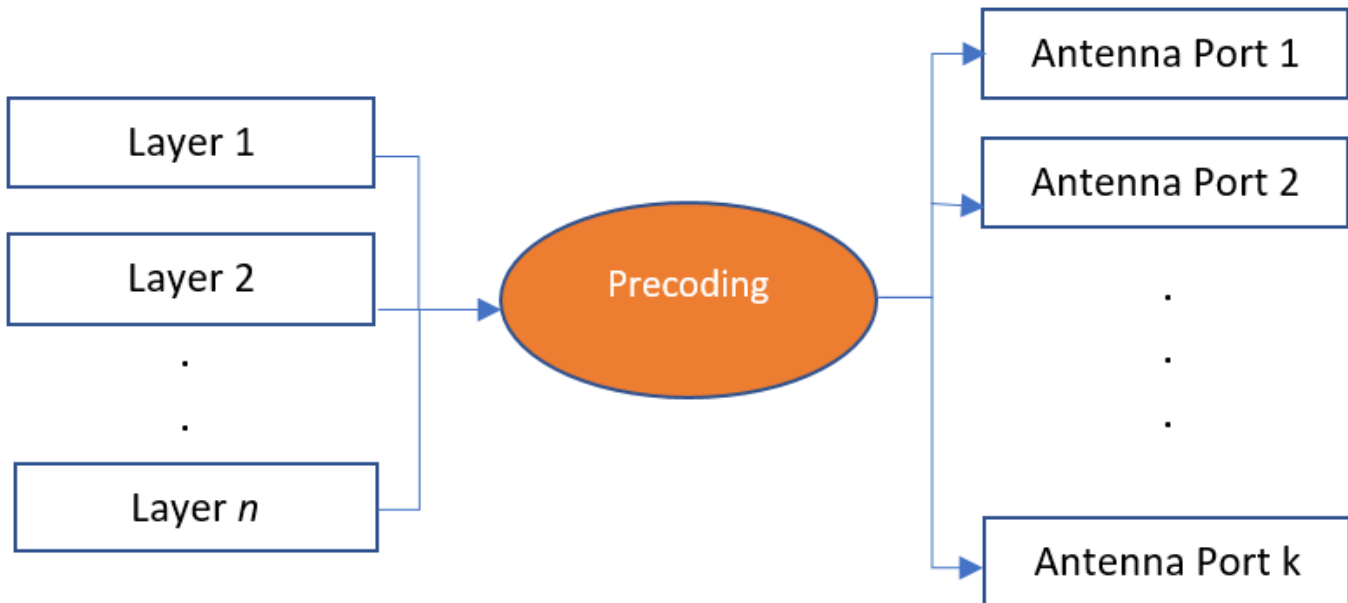 Layer 1
Layer 2
.
.
Layer n
Precoding
Antenna Port 1
Antenna Port 2
.
.
.
Antenna Port k